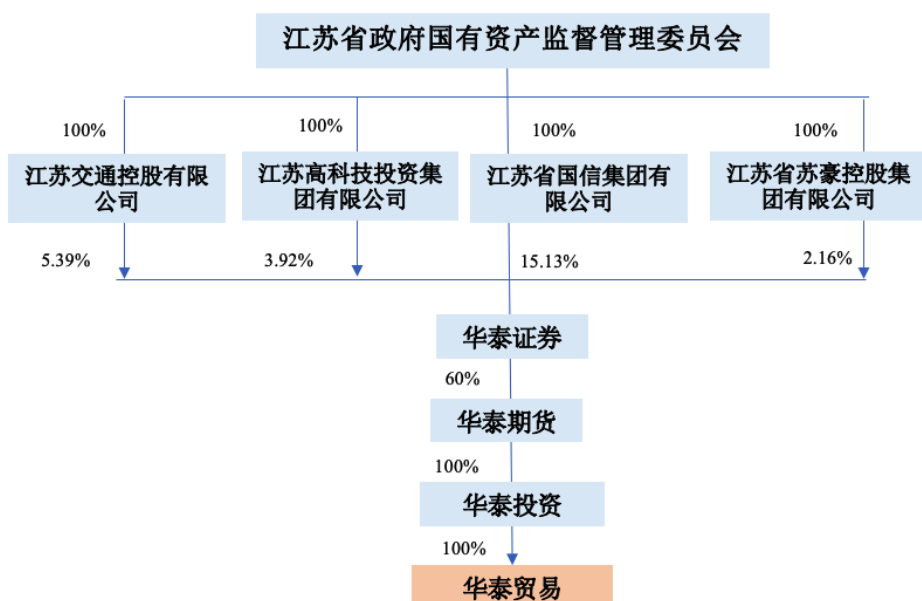 江苏省政府国有资产监督管理委员会
100%
100%
100%
100%
江苏交通控股有限
公司
江苏高科技投资集
团有限公司
江苏省国信集团有
限公司
江苏省苏豪控股集
团有限公司
5.39%
3.92%
15.13%
2.16%
华泰证券
60%
华泰期货
100%
华泰投资
100%
华泰贸易